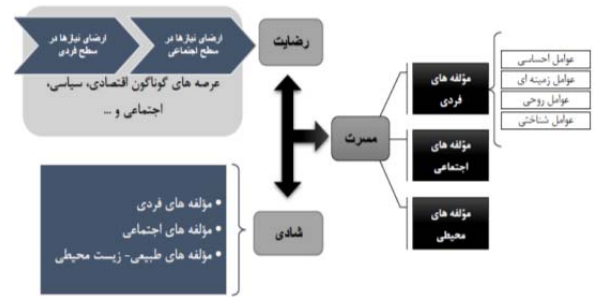 ارضای نیازها در
سطح فردی
ارضای نیازها در
سطح اجتماعی
رضایت
عرصه های گوناگون اقتصادی، سیاسی،
اجتماعی و ...
مؤلفه های
فردی
عوامل احساسی
عوامل زمینه ای
عوامل روحی
عوامل شناختی
مسرت
مؤلفه های
اجتماعی
مؤلفه های
محیطی
شادی
• مؤلفه های فردی
• مؤلفه های اجتماعی
• مؤلفه های طبیعی- زیست محیطی